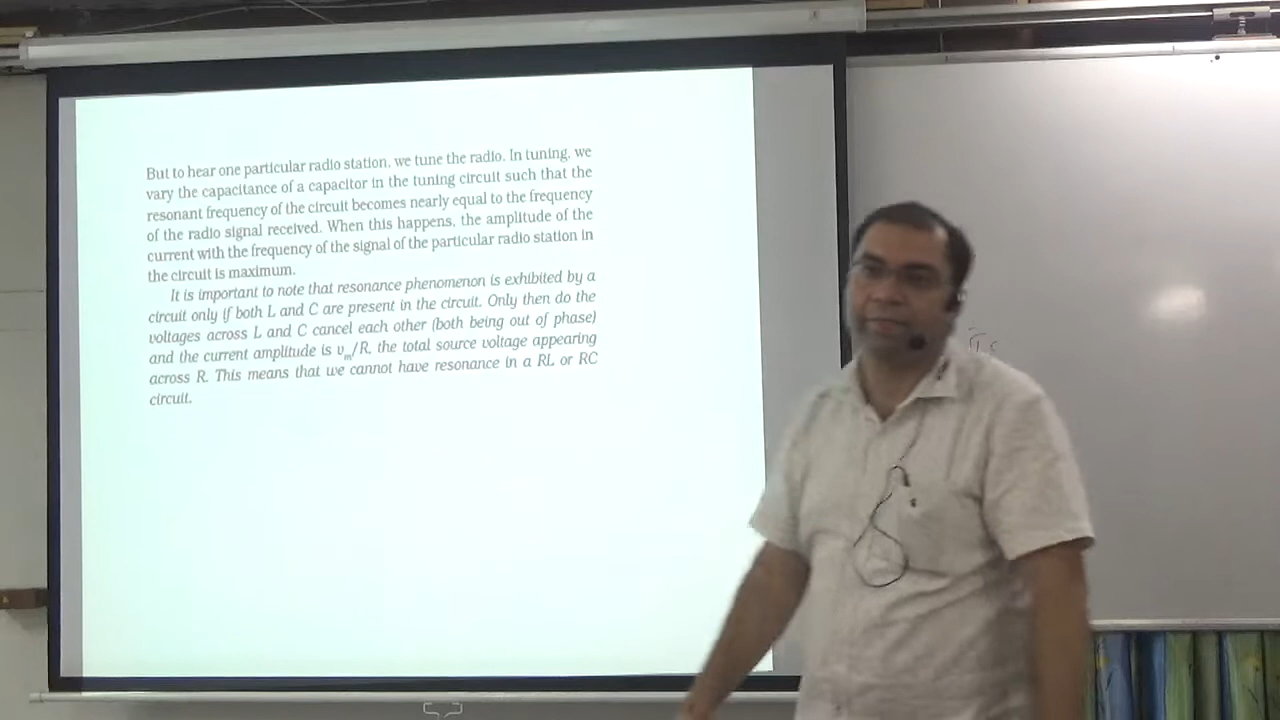 But to hear one particular radio station, we tune the radio. In tuning, we
vary the capacitance of a capacitor in the tuning circuit such that the
resonant frequency of the circuit becomes nearly equal to the frequency
of the radio signal received. When this happens, the amplitude of the
current with the frequency of the signal of the particular radio station in
the circuit is maximum.
It is important to note that resonance phenomenon is exhibited by a
circuit only if both L and C are present in the circuit. Only then do the
voltages across L and C cancel each other (both being out of phase)
and the current amplitude is vₘ/R, the total source voltage appearing
across R. This means that we cannot have resonance in a RL or RC
circuit.